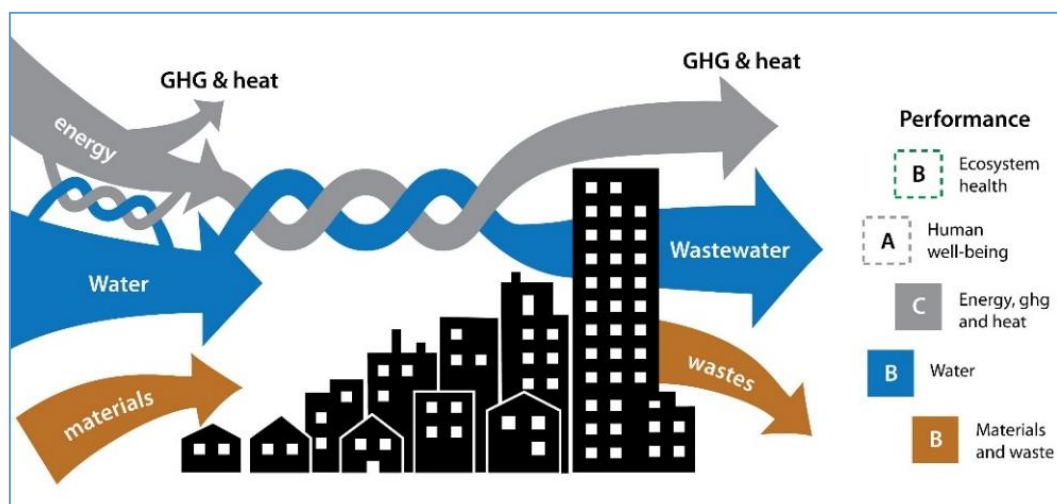 GHG & heat
energy
Water
materials
GHG & heat
Wastewater
wastes
Performance
B
Ecosystem
health
A
Human
well-being
C
Energy, ghg
and heat
B
Water
B
Materials
and waste